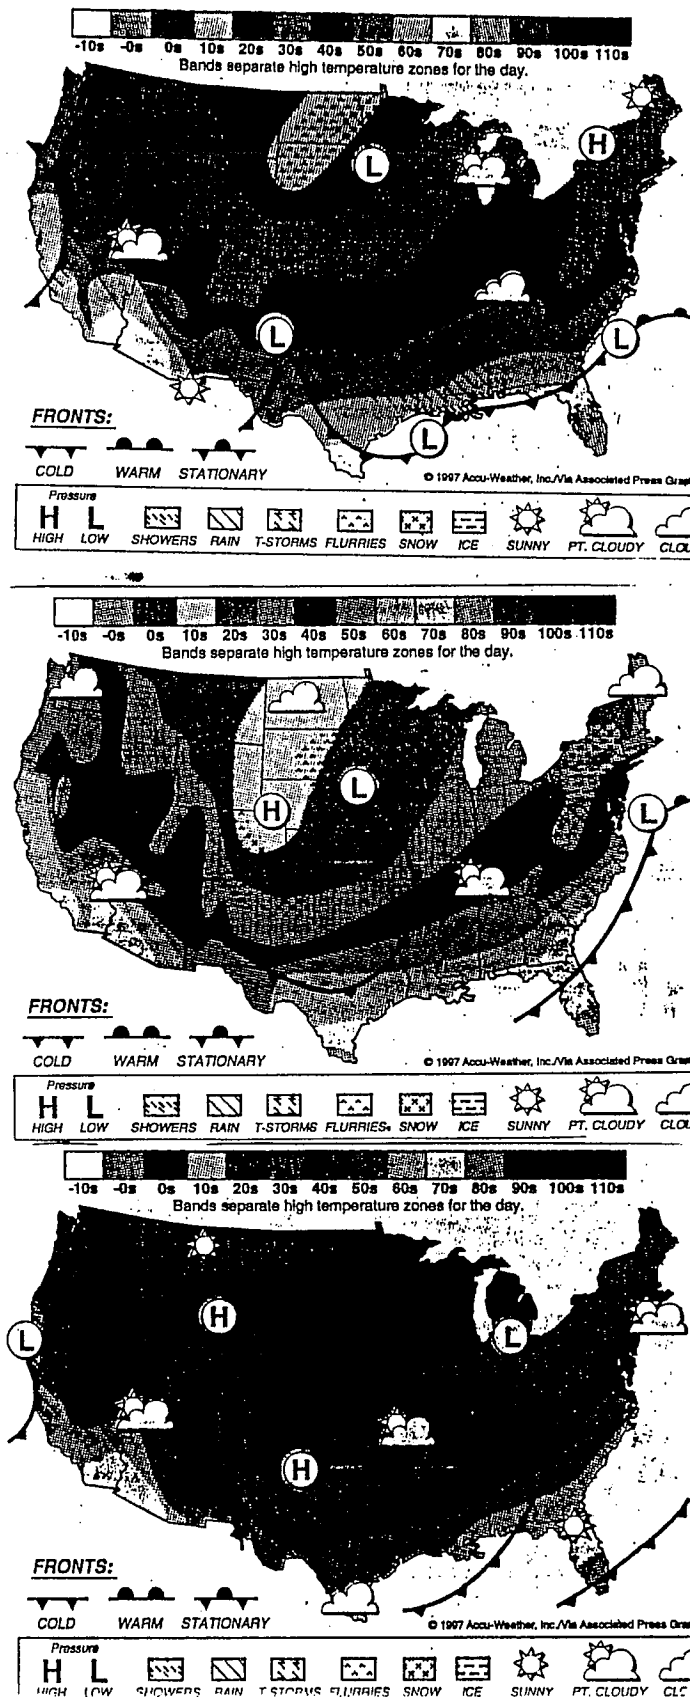 -10s -0s 0s 10s 20s 30s 40s 50s 60s 70s 80s 90s 100s 110s
Bands separate high temperature zones for the day.
H
L
L
L
L
FRONTS:
COLD WARM STATIONARY
© 1997 Accu-Weather, Inc./Via Associated Press Grap
Pressure
H L
HIGH LOW SHOWERS RAIN T-STORMS FLURRIES SNOW ICE SUNNY PT. CLOUDY CLOU
-10s -0s 0s 10s 20s 30s 40s 50s 60s 70s 80s 90s 100s 110s
Bands separate high temperature zones for the day.
L
H
L
FRONTS:
COLD WARM STATIONARY
© 1997 Accu-Weather, Inc./Via Associated Press Grap
Pressure
H L
HIGH LOW SHOWERS RAIN T-STORMS FLURRIES SNOW ICE SUNNY PT. CLOUDY CLOU
-10s -0s 0s 10s 20s 30s 40s 50s 60s 70s 80s 90s 100s 110s
Bands separate high temperature zones for the day.
H
L
L
H
FRONTS:
COLD WARM STATIONARY
© 1997 Accu-Weather, Inc./Via Associated Press Grap
Pressure
H L
HIGH LOW SHOWERS RAIN T-STORMS FLURRIES SNOW ICE SUNNY PT. CLOUDY CLE